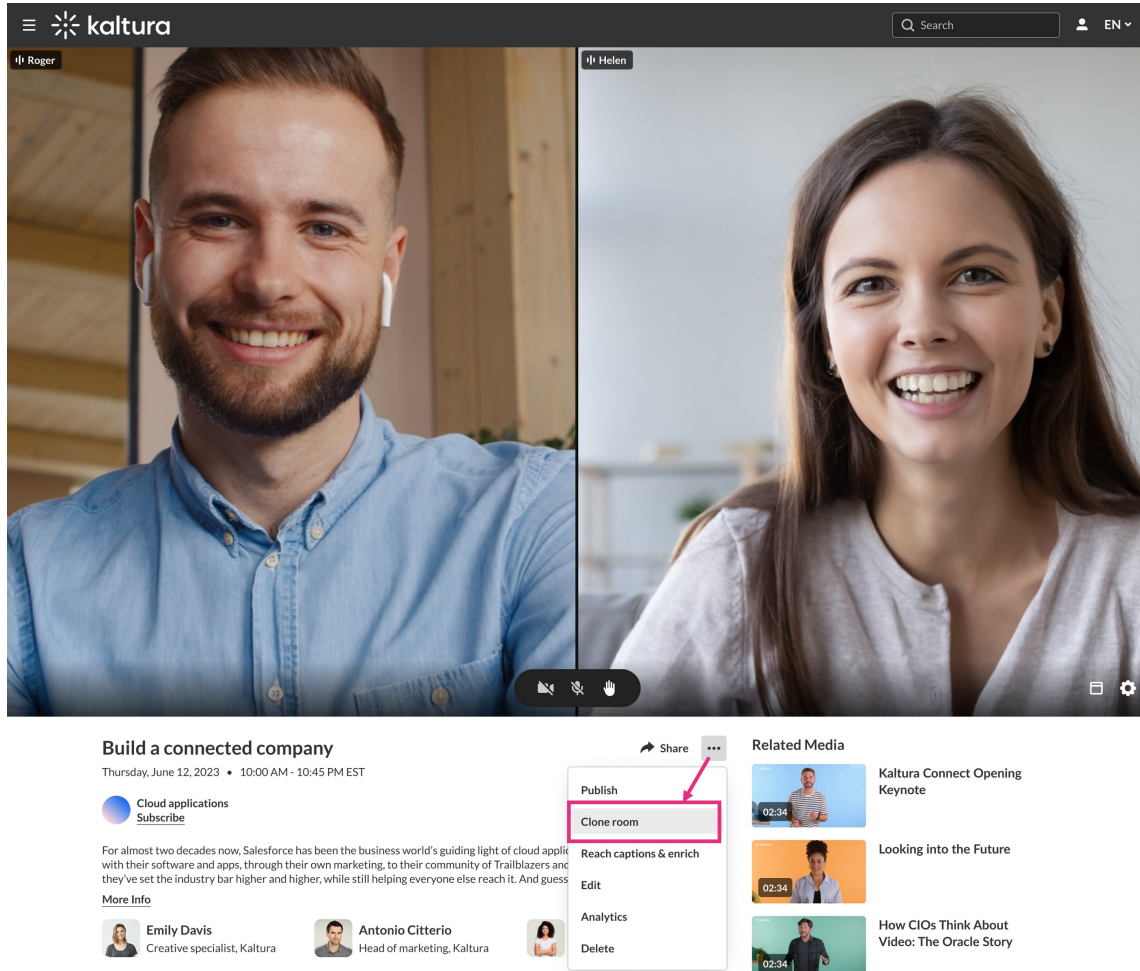 kaltura
Search
EN
Roger
Helen
Build a connected company
Thursday, June 12, 2023 • 10:00 AM - 10:45 PM EST
Cloud applications
Subscribe
For almost two decades now, Salesforce has been the business world's guiding light of cloud
with their software and apps, through their own marketing, to their community of Trailblazers
they've set the industry bar higher and higher, while still helping everyone else reach it. And guess
More Info
Emily Davis
Creative specialist, Kaltura
Antonio Citterio
Head of marketing, Kaltura
Share
Publish
Clone room
Reach captions & enrich
Edit
Analytics
Delete
Related Media
02:34
Kaltura Connect Opening
Keynote
02:34
Looking into the Future
02:34
How CIOs Think About
Video: The Oracle Story